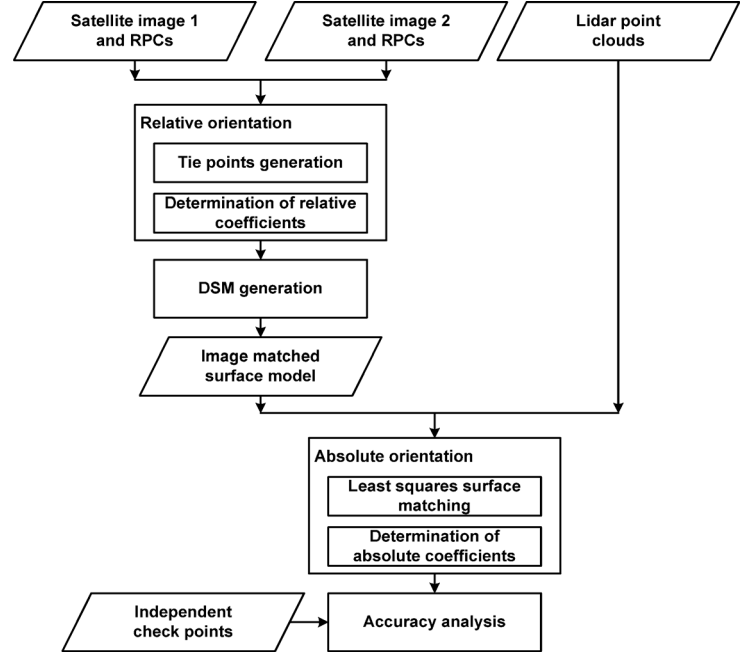 Satellite image 1
and RPCs
Satellite image 2
and RPCs
Lidar point
clouds
Relative orientation
Tie points generation
Determination of relative
coefficients
DSM generation
Image matched
surface model
Absolute orientation
Least squares surface
matching
Determination of
absolute coefficients
Independent
check points
Accuracy analysis